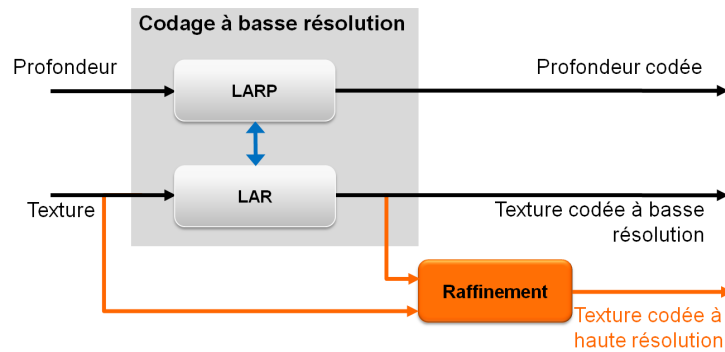 Codage à basse résolution
Profondeur
Profondeur codée
LARP
LAR
Texture
Texture codée à basse
résolution
Raffinement
Texture codée à
haute résolution